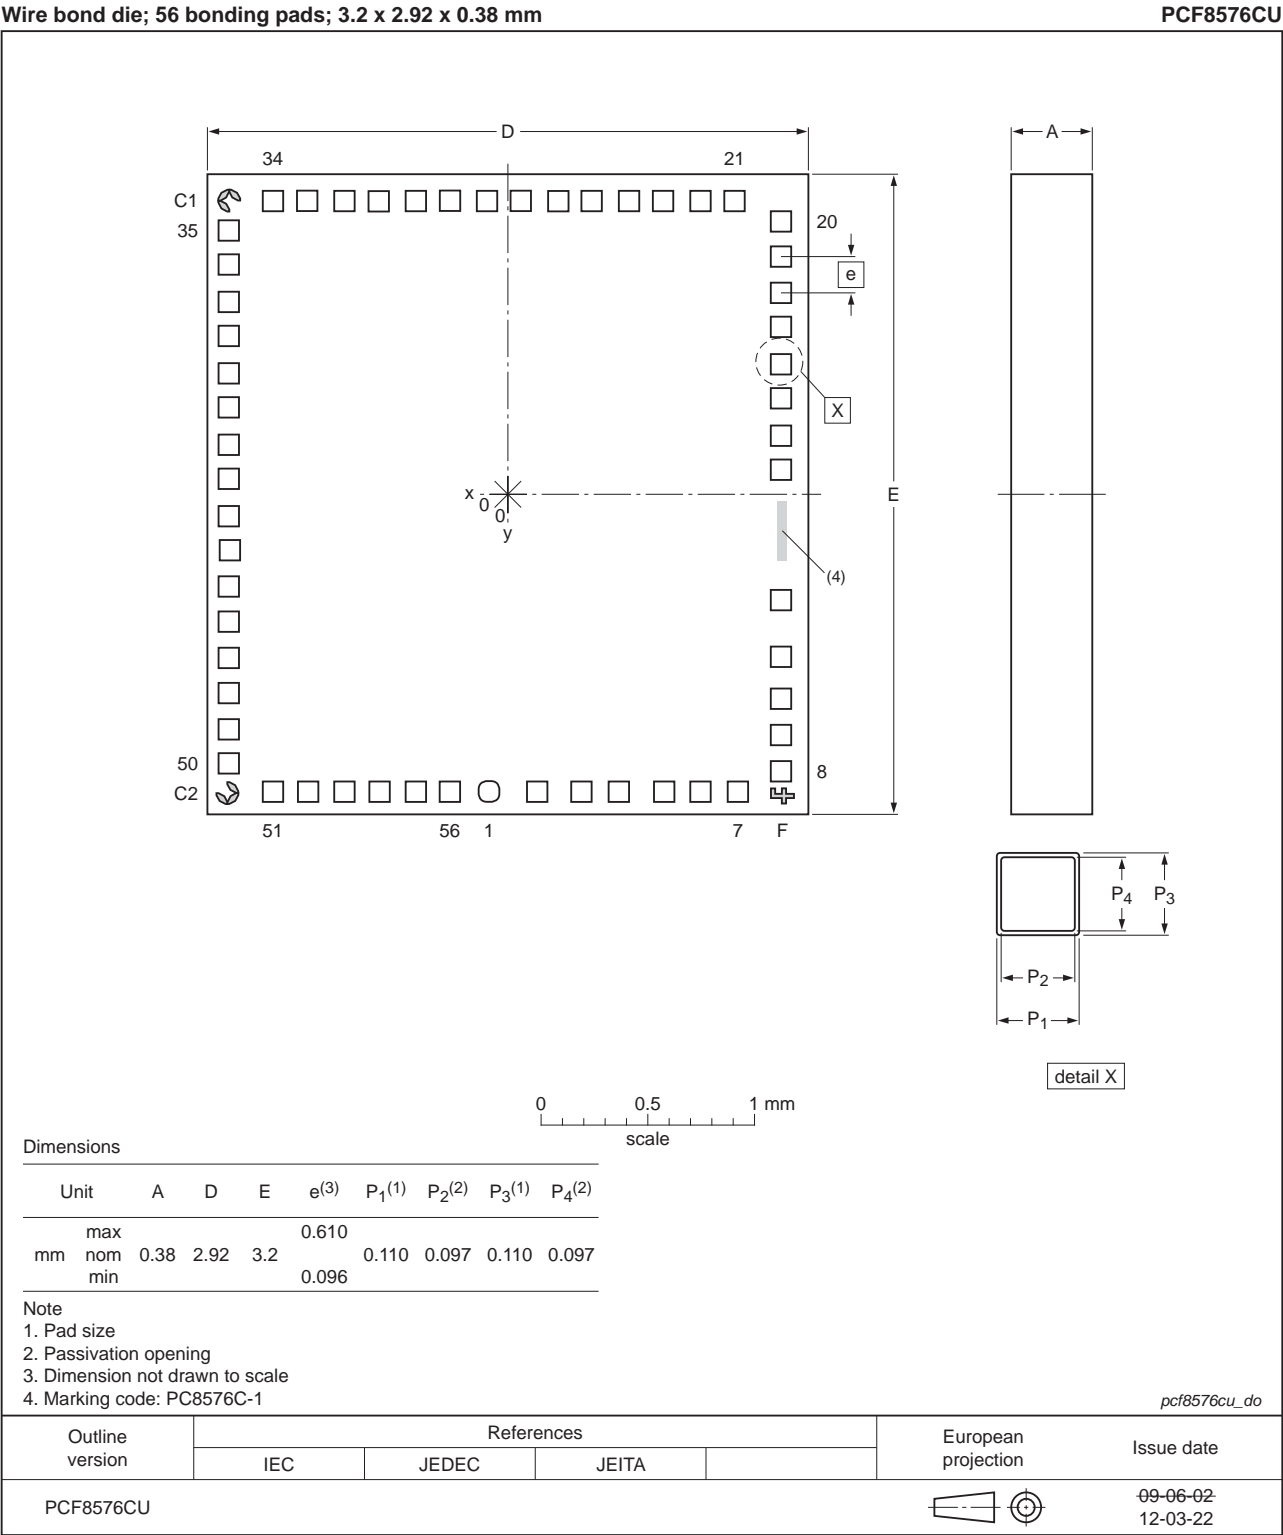 Wire bond die; 56 bonding pads; 3.2 x 2.92 x 0.38 mm PCF8576CU
D
A
34 21
C1
35
20
e
X
x
0
0
y
E
(4)
50
C2
8
51 56 1 7 F
P4 P3
P2
P1
detail X
0 0.5 1 mm
scale
Dimensions
Unit A D E e(3) P1(1) P2(2) P3(1) P4(2)
max 0.610
mm nom 0.38 2.92 3.2 0.110 0.097 0.110 0.097
min 0.096
Note
1. Pad size
2. Passivation opening
3. Dimension not drawn to scale
4. Marking code: PC8576C-1
pcf8576cu_do
Outline version References European projection Issue date
IEC JEDEC JEITA
PCF8576CU
09-06-02
12-03-22